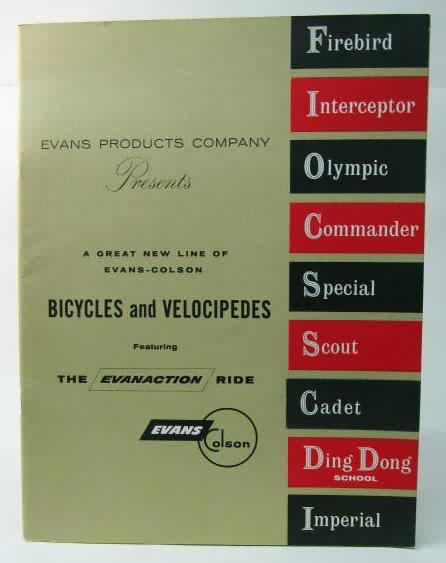 EVANS PRODUCTS COMPANY
Presents
A GREAT NEW LINE OF
EVANS-COLSON
BICYCLES and VELOCIPEDES
Featuring
THE EVANACTION RIDE
EVANS
Colson
Firebird
Interceptor
Olympic
Commander
Special
Scout
Cadet
Ding Dong
SCHOOL
Imperial